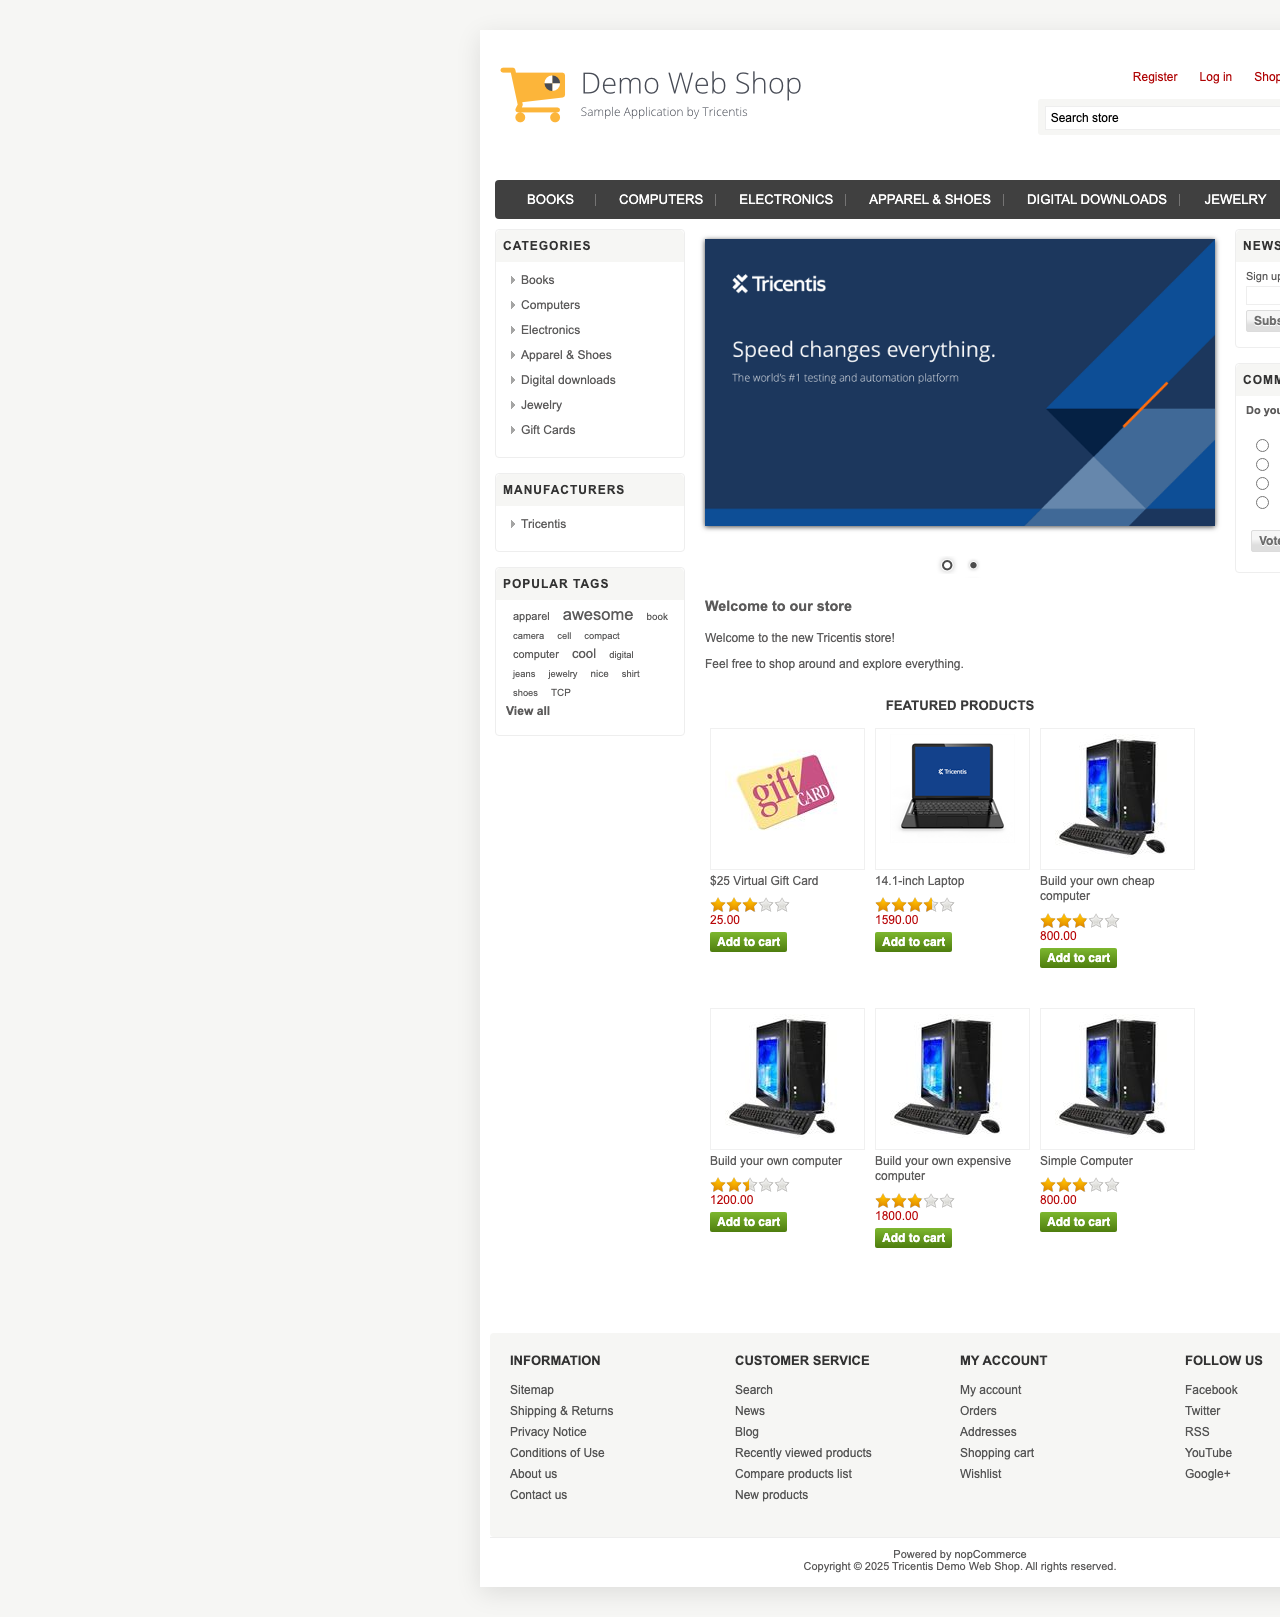 Demo Web Shop
Sample Application by Tricentis
Register Log in Shop
Search store
BOOKS COMPUTERS ELECTRONICS APPAREL & SHOES DIGITAL DOWNLOADS JEWELRY
CATEGORIES
Books
Computers
Electronics
Apparel & Shoes
Digital downloads
Jewelry
Gift Cards
MANUFACTURERS
Tricentis
POPULAR TAGS
apparel awesome book
camera cell compact
computer cool digital
jeans jewelry nice shirt
shoes TCP
View all
Tricentis
Speed changes everything.
The world's #1 testing and automation platform
Welcome to our store
Welcome to the new Tricentis store!
Feel free to shop around and explore everything.
FEATURED PRODUCTS
gift CARD
Tricentis
$25 Virtual Gift Card
25.00
Add to cart
14.1-inch Laptop
1590.00
Add to cart
Build your own cheap
computer
800.00
Add to cart
Build your own computer
1200.00
Add to cart
Build your own expensive
computer
1800.00
Add to cart
Simple Computer
800.00
Add to cart
NEWS
Sign up
Subs
COMM
Do you
Vote
INFORMATION
Sitemap
Shipping & Returns
Privacy Notice
Conditions of Use
About us
Contact us
CUSTOMER SERVICE
Search
News
Blog
Recently viewed products
Compare products list
New products
MY ACCOUNT
My account
Orders
Addresses
Shopping cart
Wishlist
FOLLOW US
Facebook
Twitter
RSS
YouTube
Google+
Powered by nopCommerce
Copyright © 2025 Tricentis Demo Web Shop. All rights reserved.